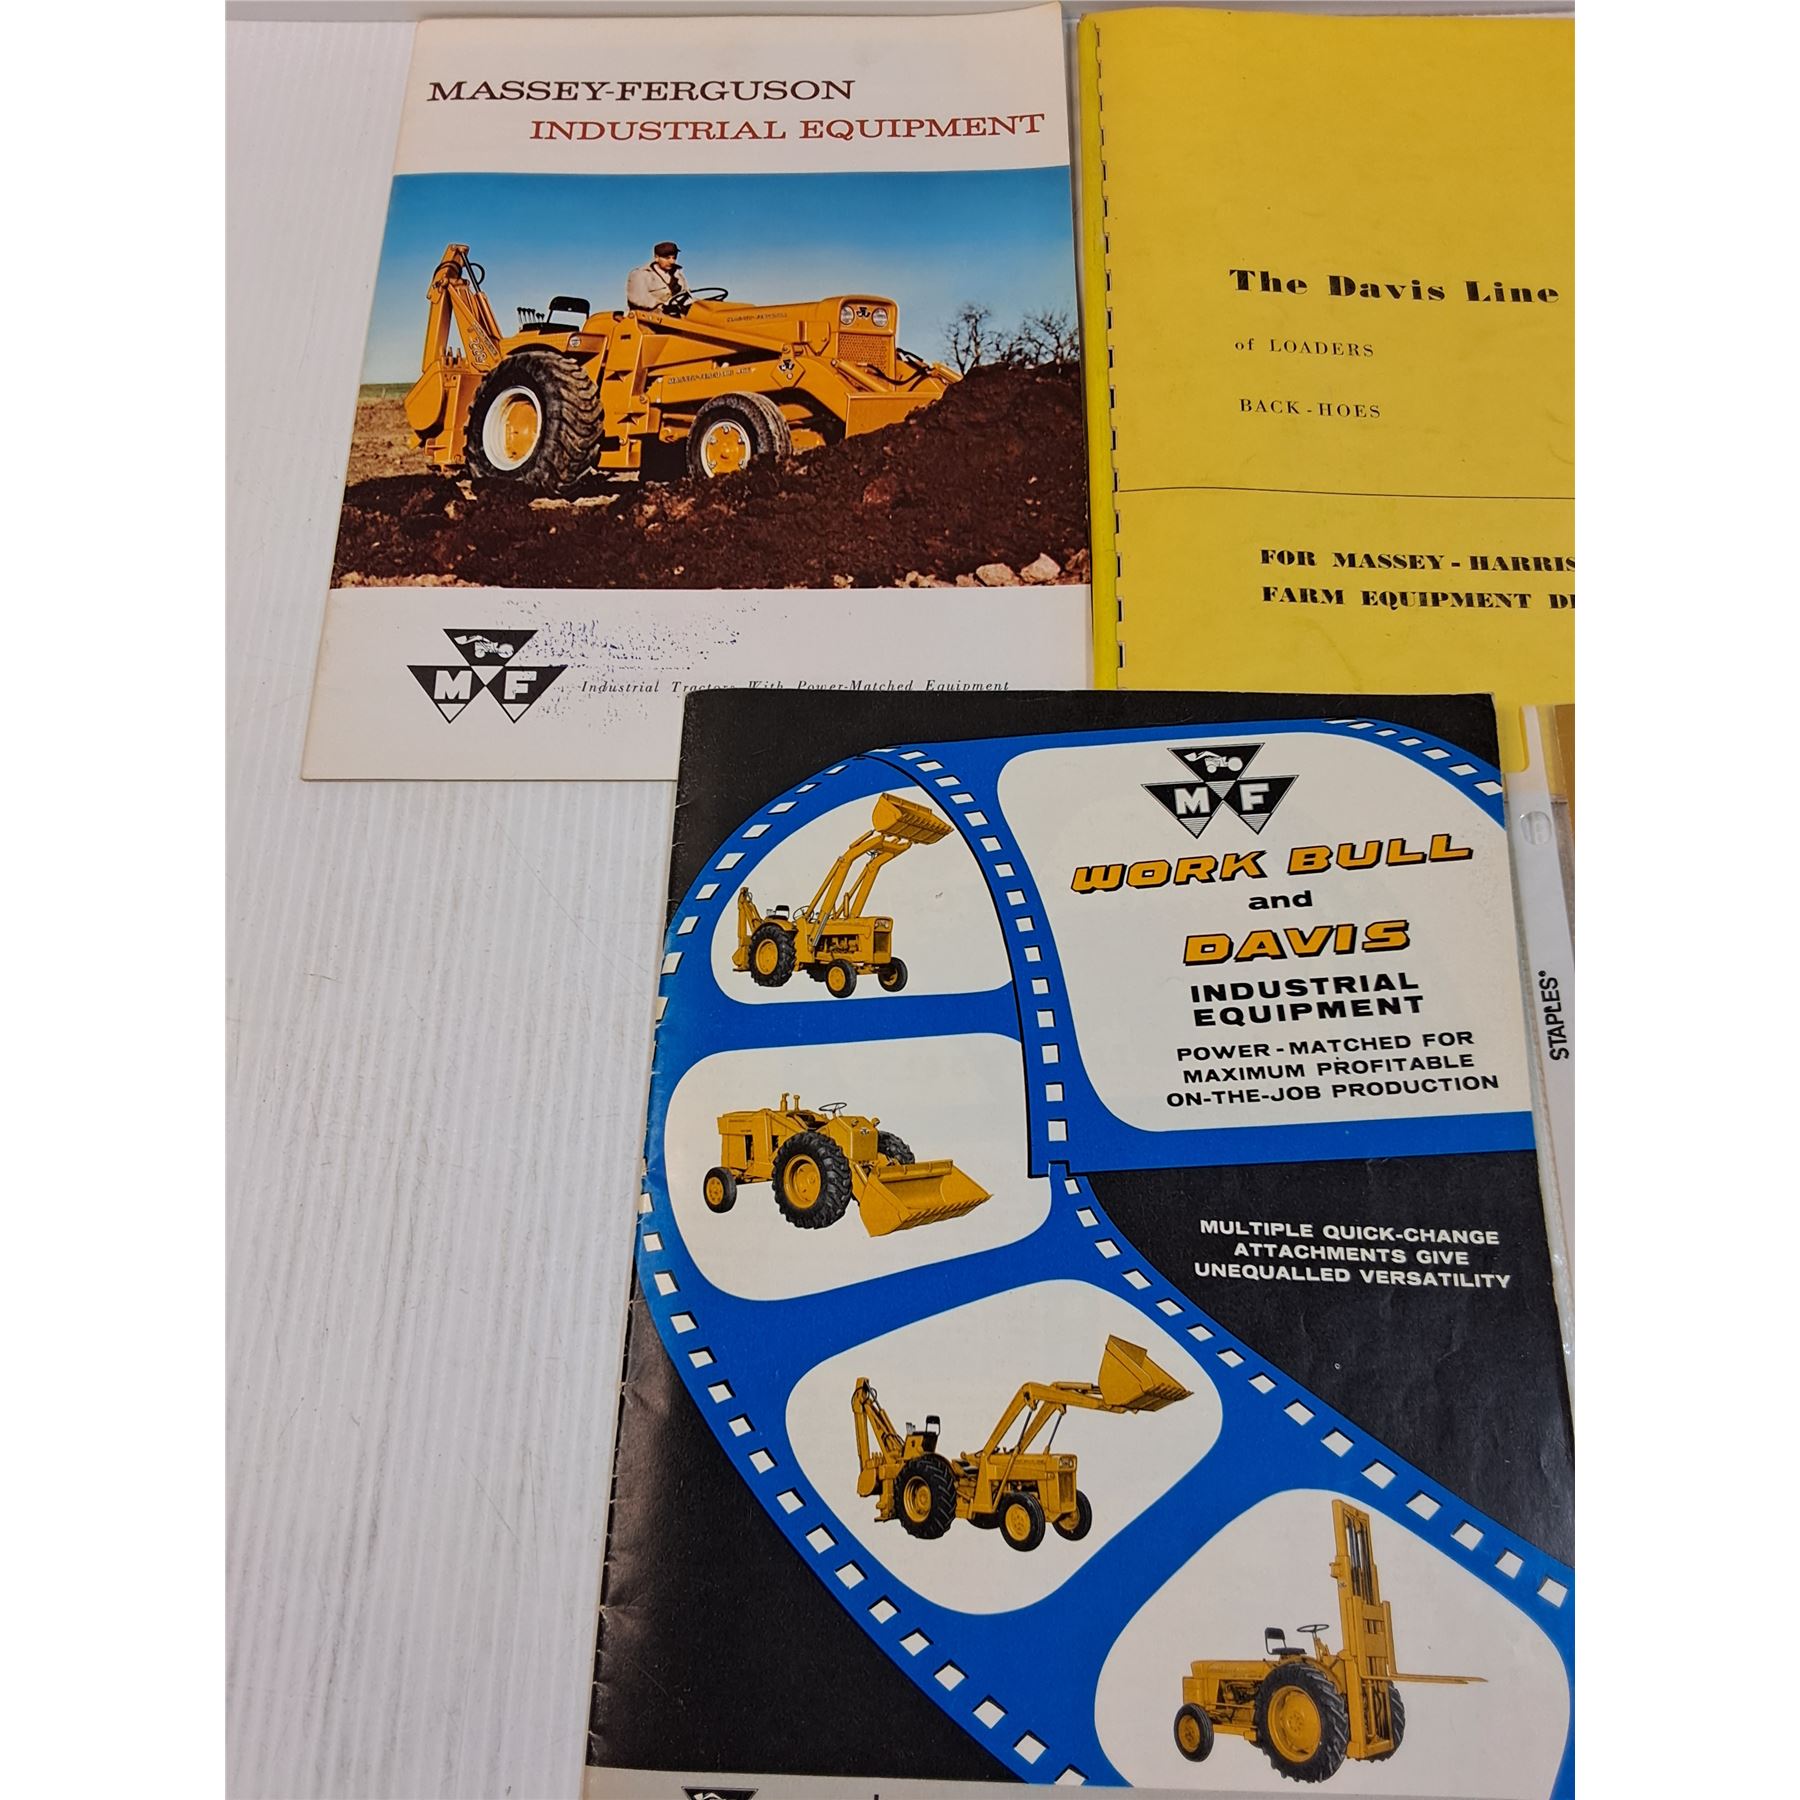 MASSEY-FERGUSON
INDUSTRIAL EQUIPMENT
M F
Industrial Tractors With Power-Matched Equipment
The Davis Line
of LOADERS
BACK-HOES
FOR MASSEY-HARRIS
FARM EQUIPMENT
M F
WORK BULL
and
DAVIS
INDUSTRIAL
EQUIPMENT
POWER-MATCHED FOR
MAXIMUM PROFITABLE
ON-THE-JOB PRODUCTION
MULTIPLE QUICK-CHANGE
ATTACHMENTS GIVE
UNEQUALLED VERSATILITY
STAPLES®